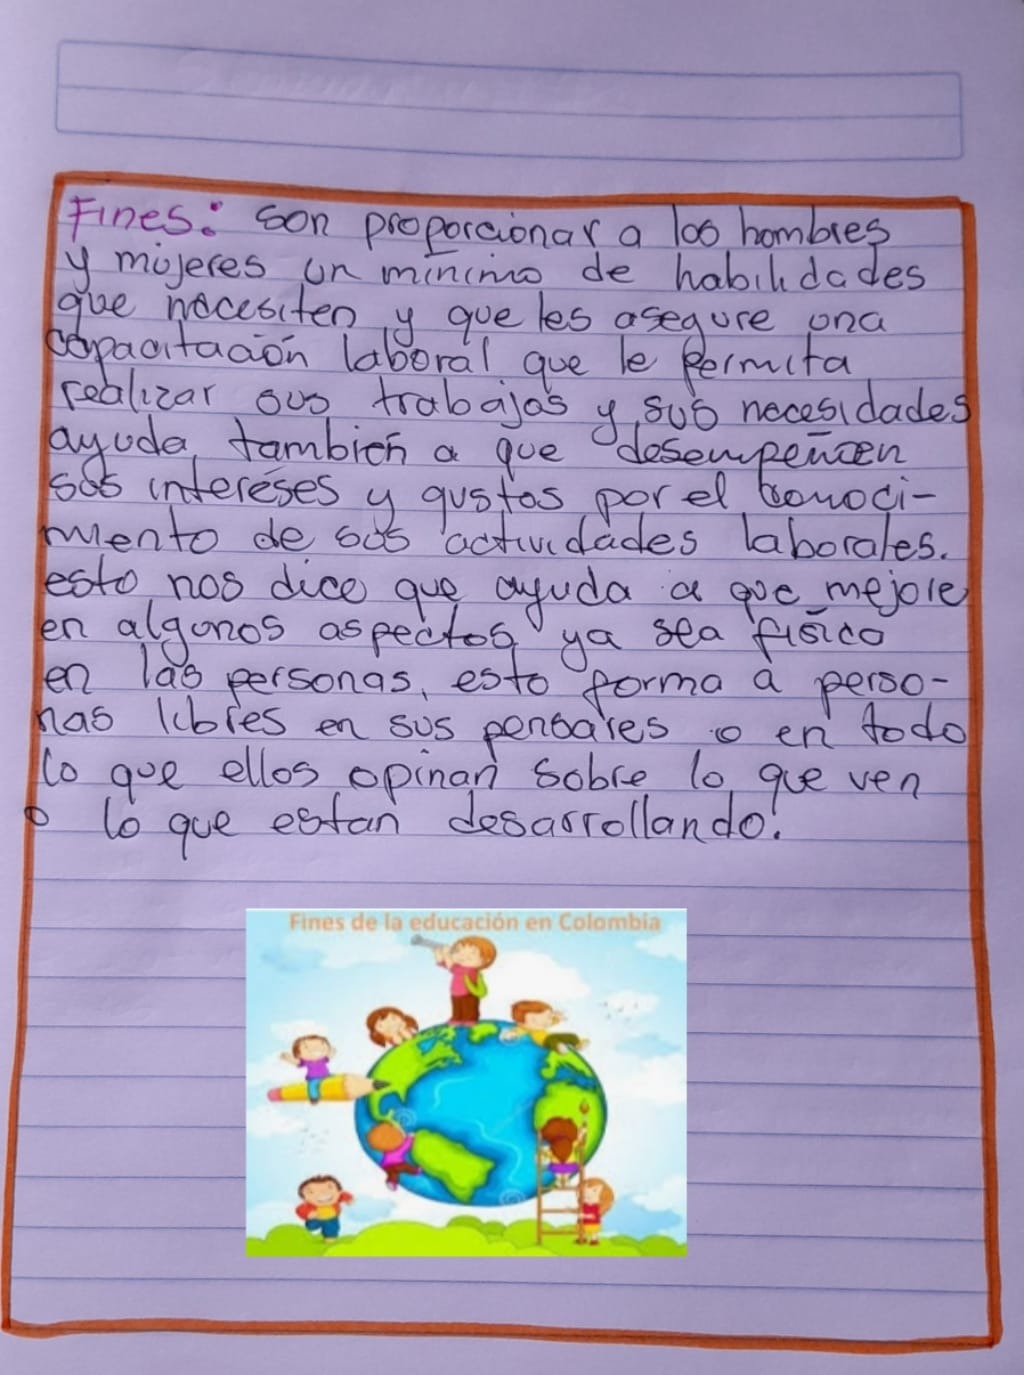 Fines: son proporcionar a los hombres
y mujeres un minimo de habilidades
que necesiten y que les asegure una
capacitación laboral que le permita
realizar sus trabajos y sus necesidades
ayuda también a que desempeñen
sus intereses y gustos por el conoci-
miento de sus actividades laborales.
esto nos dice que ayuda a que mejore
en algunos aspectos ya sea físico
en las personas, esto forma a perso-
nas libres en sus pensares o en todo
lo que ellos opinan sobre lo que ven
o lo que estan desarrollando.
Fines de la educación en Colombia